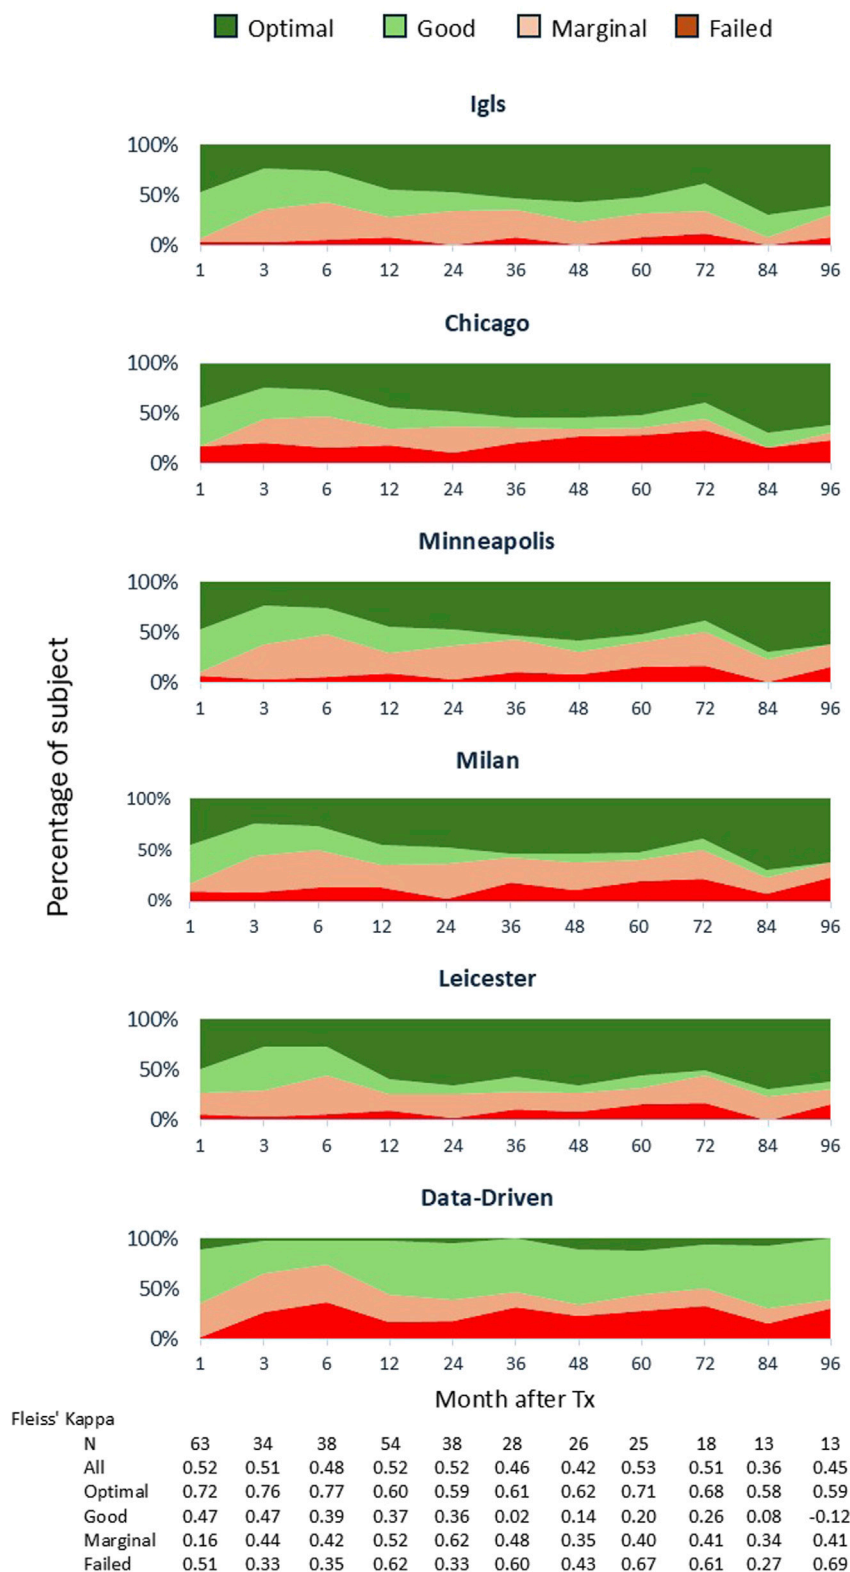 Optimal Good Marginal Failed
Igls
100%
50%
0%
1 3 6 12 24 36 48 60 72 84 96
Chicago
100%
50%
0%
1 3 6 12 24 36 48 60 72 84 96
Minneapolis
100%
50%
0%
1 3 6 12 24 36 48 60 72 84 96
Percentage of subject
Milan
100%
50%
0%
1 3 6 12 24 36 48 60 72 84 96
Leicester
100%
50%
0%
1 3 6 12 24 36 48 60 72 84 96
Data-Driven
100%
50%
0%
1 3 6 12 24 36 48 60 72 84 96
Month after Tx
Fleiss' Kappa
N 63 34 38 54 38 28 26 25 18 13 13
All 0.52 0.51 0.48 0.52 0.52 0.46 0.42 0.53 0.51 0.36 0.45
Optimal 0.72 0.76 0.77 0.60 0.59 0.61 0.62 0.71 0.68 0.58 0.59
Good 0.47 0.47 0.39 0.37 0.36 0.02 0.14 0.20 0.26 0.08 -0.12
Marginal 0.16 0.44 0.42 0.52 0.62 0.48 0.35 0.40 0.41 0.34 0.41
Failed 0.51 0.33 0.35 0.62 0.33 0.60 0.43 0.67 0.61 0.27 0.69